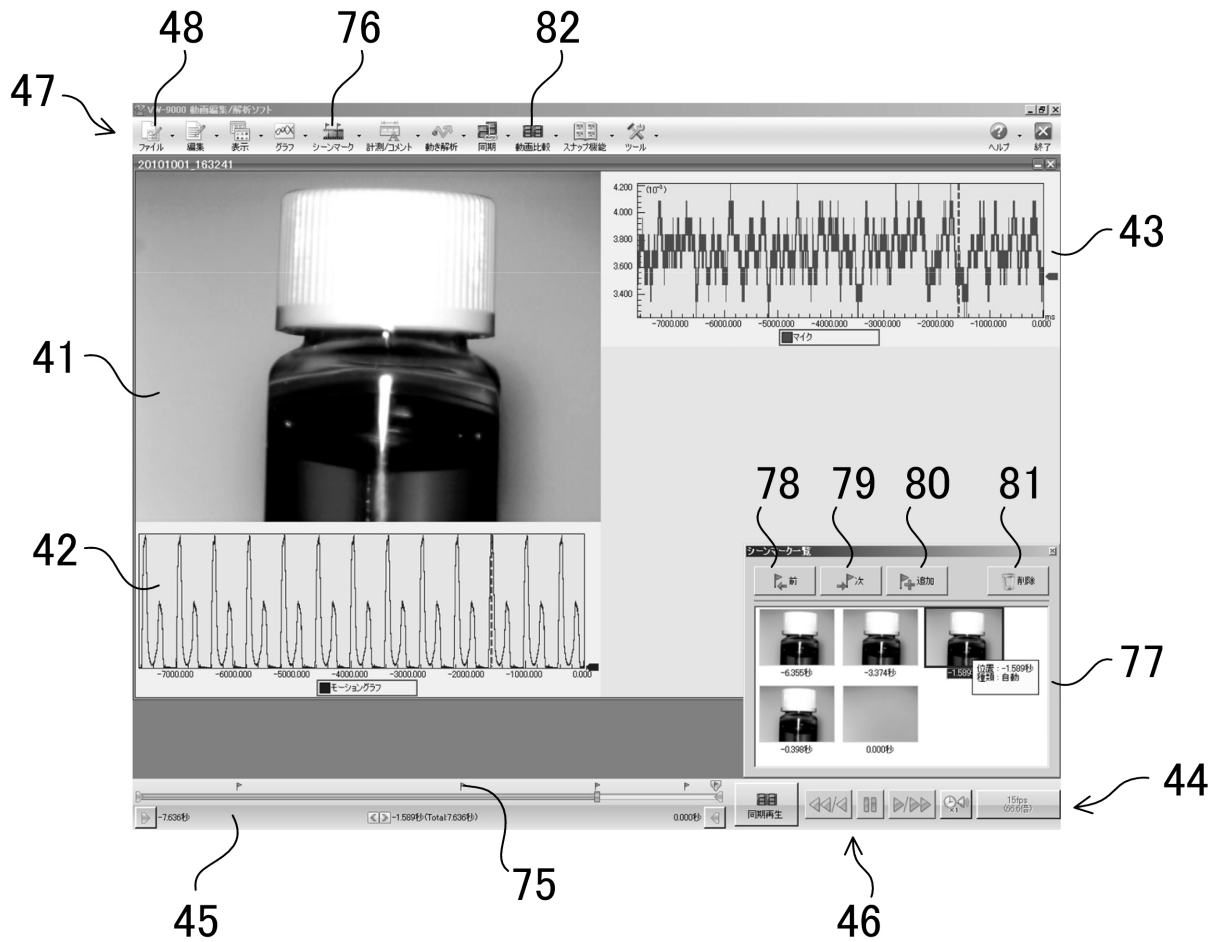 48 76 82
47
VW-9000 動画編集/解析ソフト
ファイル 編集 表示 グラフ シーンマーク 計測/コメント 動き解析 同期 動画比較 スナップ機能 ツール ヘルプ 終了
20101001_163241
4.200 (10⁻³)
4.000
3.800
3.600
3.400
-7000.000 -6000.000 -5000.000 -4000.000 -3000.000 -2000.000 -1000.000 0.000 ms
マイク
43
41
78 79 80 81
42
シーンマーク一覧
前 次 追加 削除
-6.355秒 -3.374秒 -1.589
位置:-1.589秒
種類:自動
77
-0.398秒 0.000秒
-7000.000 -6000.000 -5000.000 -4000.000 -3000.000 -2000.000 -1000.000 0.000
モーショングラフ
44
-7.636秒 -1.589秒(Total:7.636秒) 0.000秒
同期再生 ×1 15fps
(66.6倍)
75
45 46